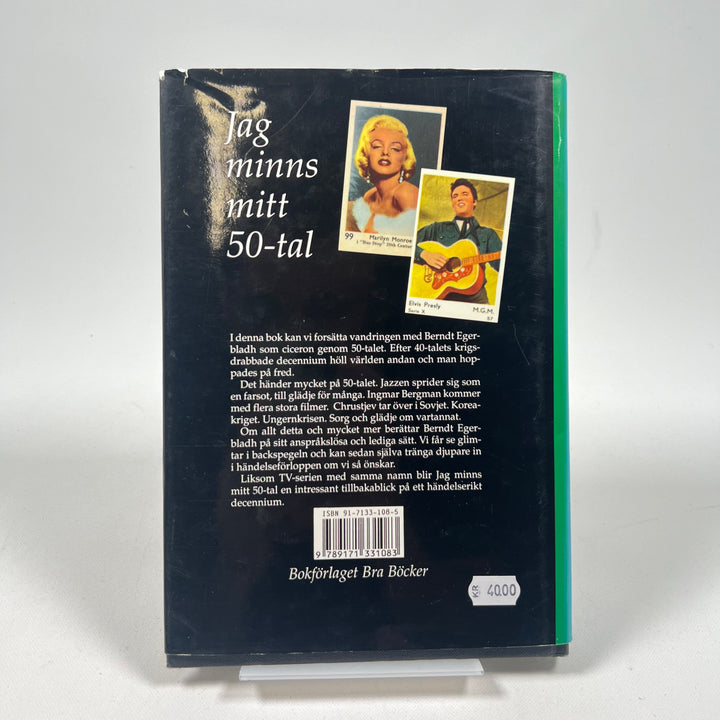 Jag
minns
mitt
50-tal
99 Marilyn Monroe
Elvis Presly M.G.M.
Serie X 57
I denna bok kan vi forsätta vandringen med Berndt Eger-
bladh som ciceron genom 50-talet. Efter 40-talets krigs-
drabbade decennium höll världen andan och man hop-
pades på fred.
Det händer mycket på 50-talet. Jazzen sprider sig som
en farsot, till glädje för många. Ingmar Bergman kommer
med flera stora filmer. Chrustjev tar över i Sovjet. Korea-
kriget. Ungernkrisen. Sorg och glädje om vartannat.
Om allt detta och mycket mer berättar Berndt Eger-
bladh på sitt anspråkslösa och lediga sätt. Vi får se glim-
tar i backspegeln och kan sedan själva tränga djupare in
i händelseförloppen om vi så önskar.
Liksom TV-serien med samma namn blir Jag minns
mitt 50-tal en intressant tillbakablick på ett händelserikt
decennium.
ISBN 91-7133-108-5
9 789171 331083
Bokförlaget Bra Böcker
KR 40.00